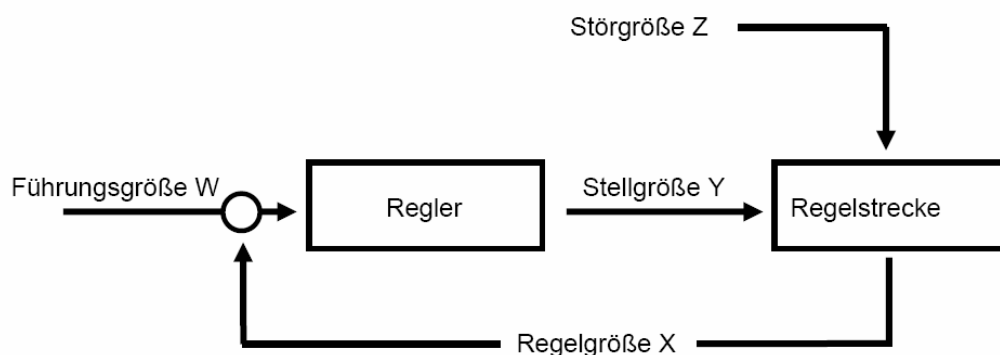 Störgröße Z
Führungsgröße W
Regler
Stellgröße Y
Regelstrecke
Regelgröße X